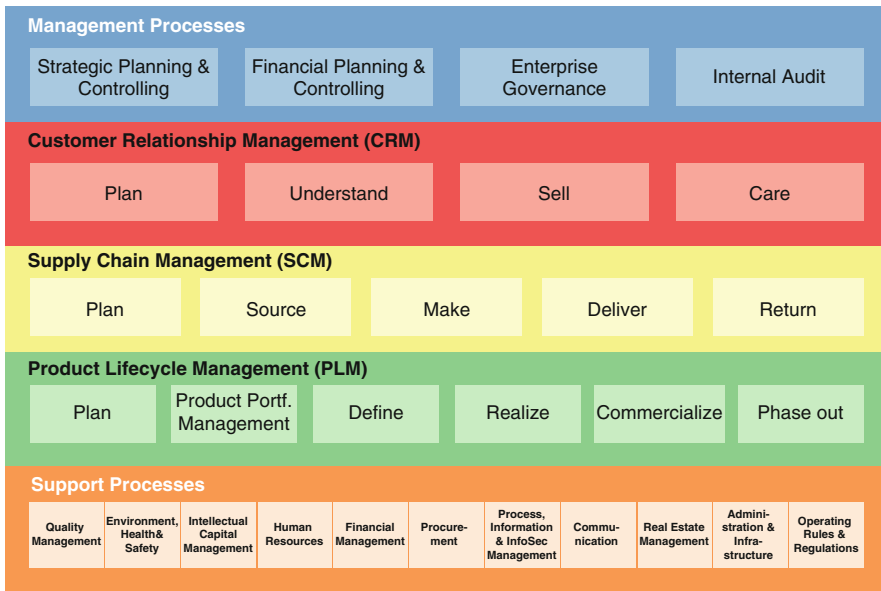 Management Processes
Strategic Planning &
Controlling
Financial Planning &
Controlling
Enterprise
Governance
Internal Audit
Customer Relationship Management (CRM)
Plan
Understand
Sell
Care
Supply Chain Management (SCM)
Plan
Source
Make
Deliver
Return
Product Lifecycle Management (PLM)
Plan
Product Portf.
Management
Define
Realize
Commercialize
Phase out
Support Processes
Quality
Management
Environment,
Health&
Safety
Intellectual
Capital
Management
Human
Resources
Financial
Management
Procure-
ment
Process,
Information
& InfoSec
Management
Commu-
nication
Real Estate
Management
Admini-
stration &
Infra-
structure
Operating
Rules &
Regulations